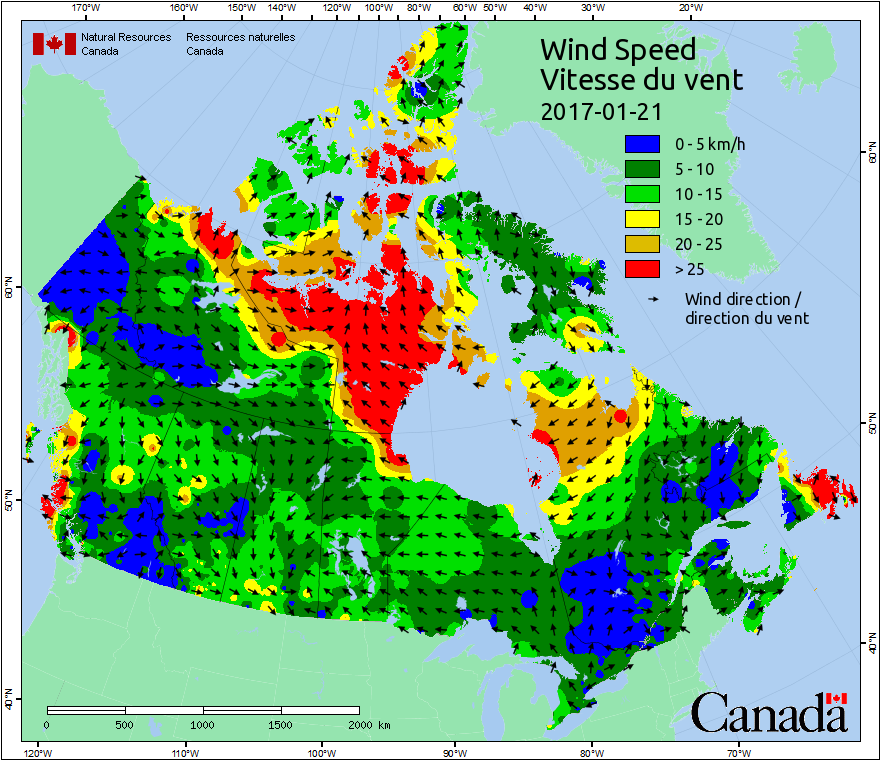 170°W 160°W 150°W 140°W 130°W 120°W 110°W 100°W 90°W 80°W 60°W 50°W 40°W 30°W 20°W
Natural Resources Ressources naturelles
Canada Canada
Wind Speed
Vitesse du vent
2017-01-21
0 - 5 km/h
5 - 10
10 - 15
15 - 20
20 - 25
> 25
Wind direction /
direction du vent
60°N
60°N
50°N
50°N
40°N
40°N
0 500 1000 1500 2000 km
Canada
120°W 110°W 100°W 90°W 80°W 70°W